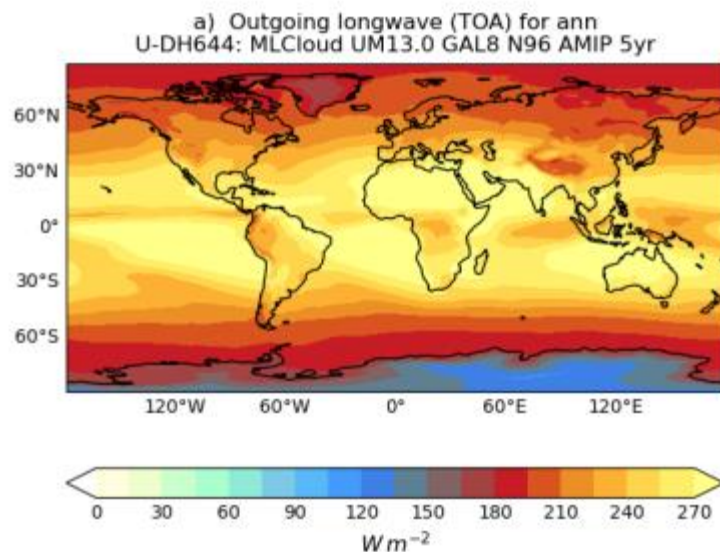 a) Outgoing longwave (TOA) for ann
U-DH644: MLCloud UM13.0 GAL8 N96 AMIP 5yr
60°N
30°N
0°
30°S
60°S
120°W 60°W 0° 60°E 120°E
0 30 60 90 120 150 180 210 240 270
W m⁻²